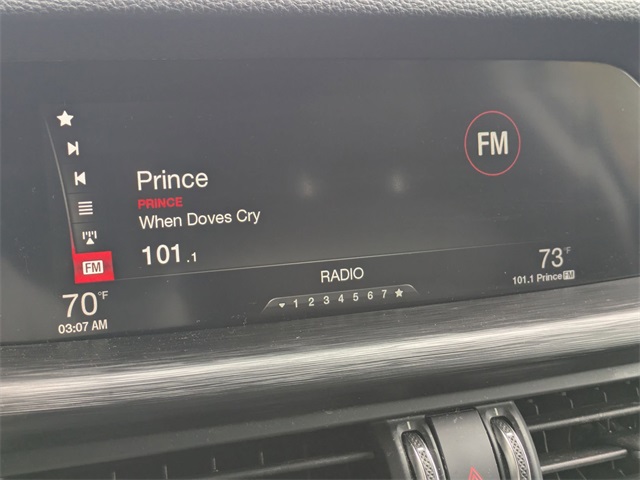 FM
Prince
PRINCE
When Doves Cry
101.1
FM
RADIO
70°F
03:07 AM
1 2 3 4 5 6 7
73°F
101.1 Prince FM